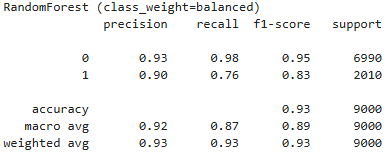 RandomForest (class_weight=balanced)
precision recall f1-score support
0 0.93 0.98 0.95 6990
1 0.90 0.76 0.83 2010
accuracy 0.93 9000
macro avg 0.92 0.87 0.89 9000
weighted avg 0.93 0.93 0.93 9000